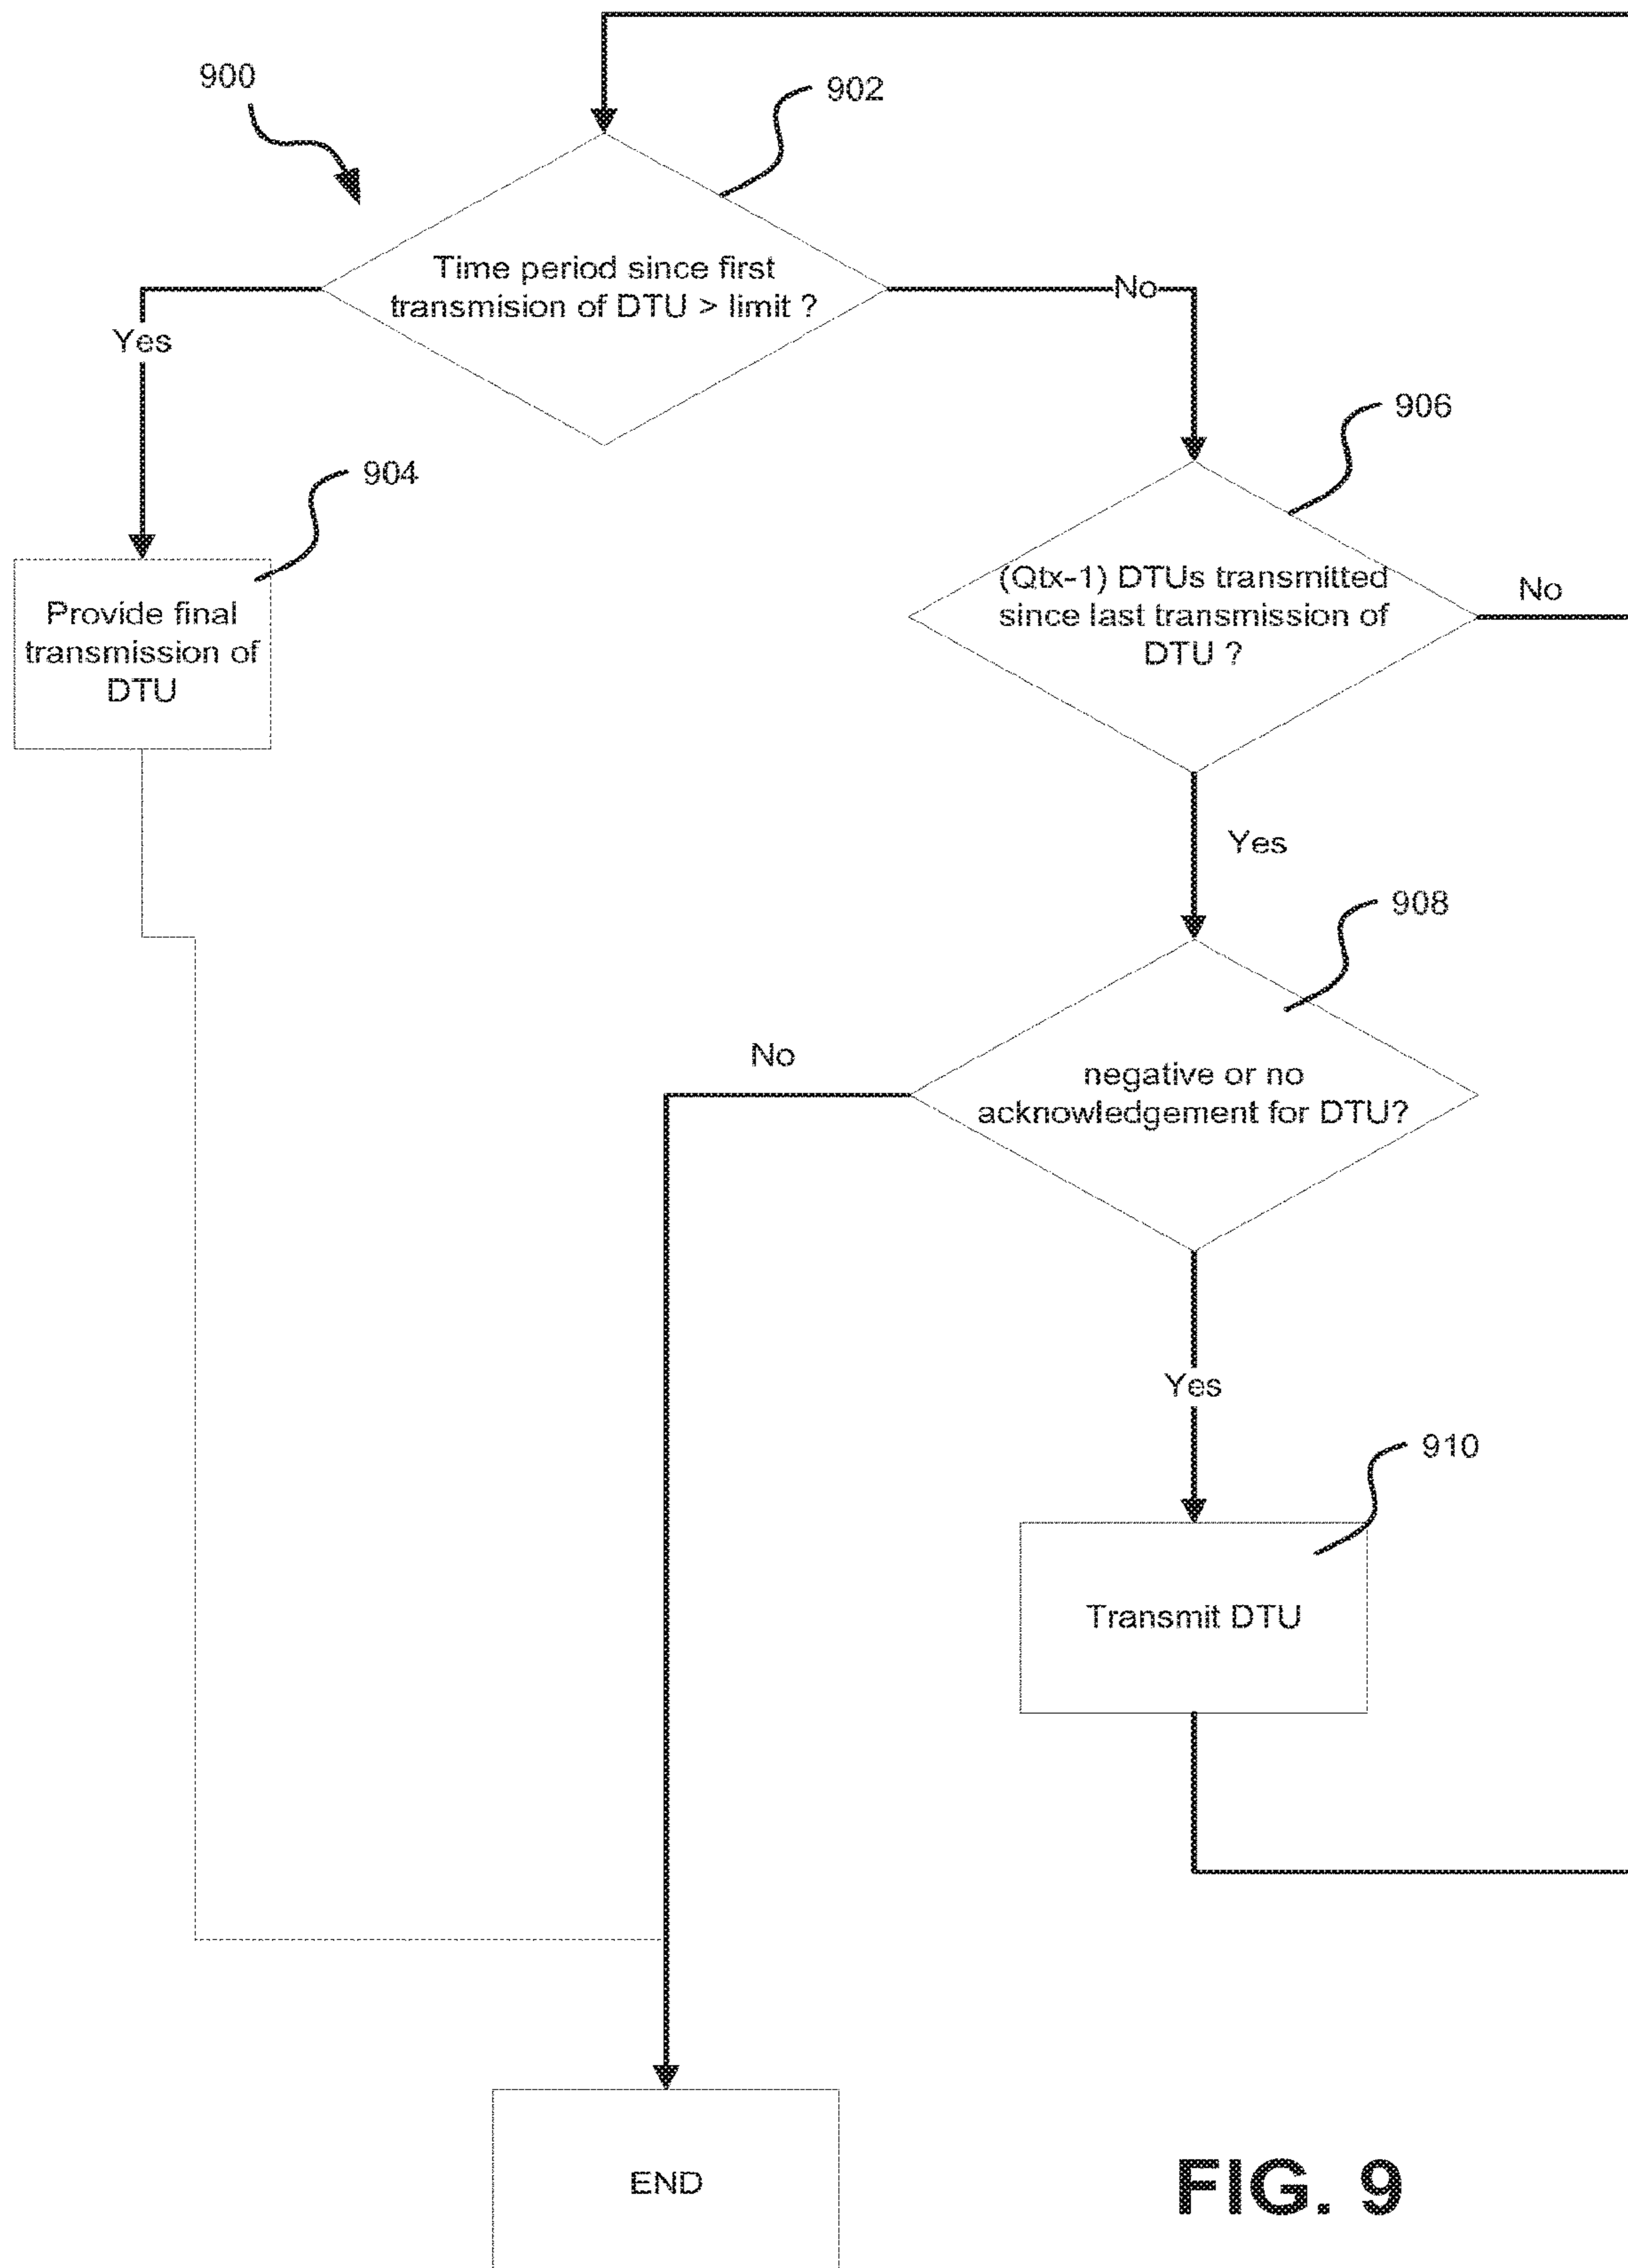 900
902
Time period since first
transmision of DTU > limit ?
Yes
No
904
906
Provide final
transmission of
DTU
(Qtx-1) DTUs transmitted
since last transmission of
DTU ?
No
Yes
908
negative or no
acknowledgement for DTU?
No
Yes
910
Transmit DTU
END
FIG. 9